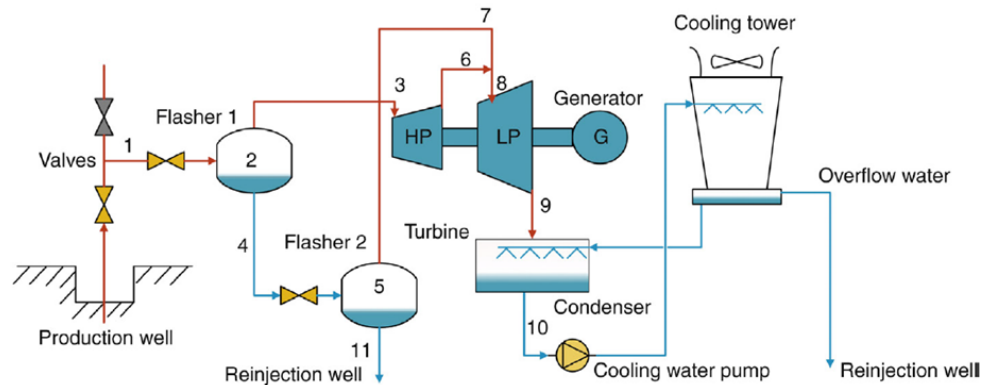 7
Cooling tower
3
6
8
Flasher 1
Generator
HP
LP
G
1
Valves
2
Overflow water
9
4
Flasher 2
Turbine
5
Condenser
Production well
10
11
Reinjection well
Cooling water pump
Reinjection well